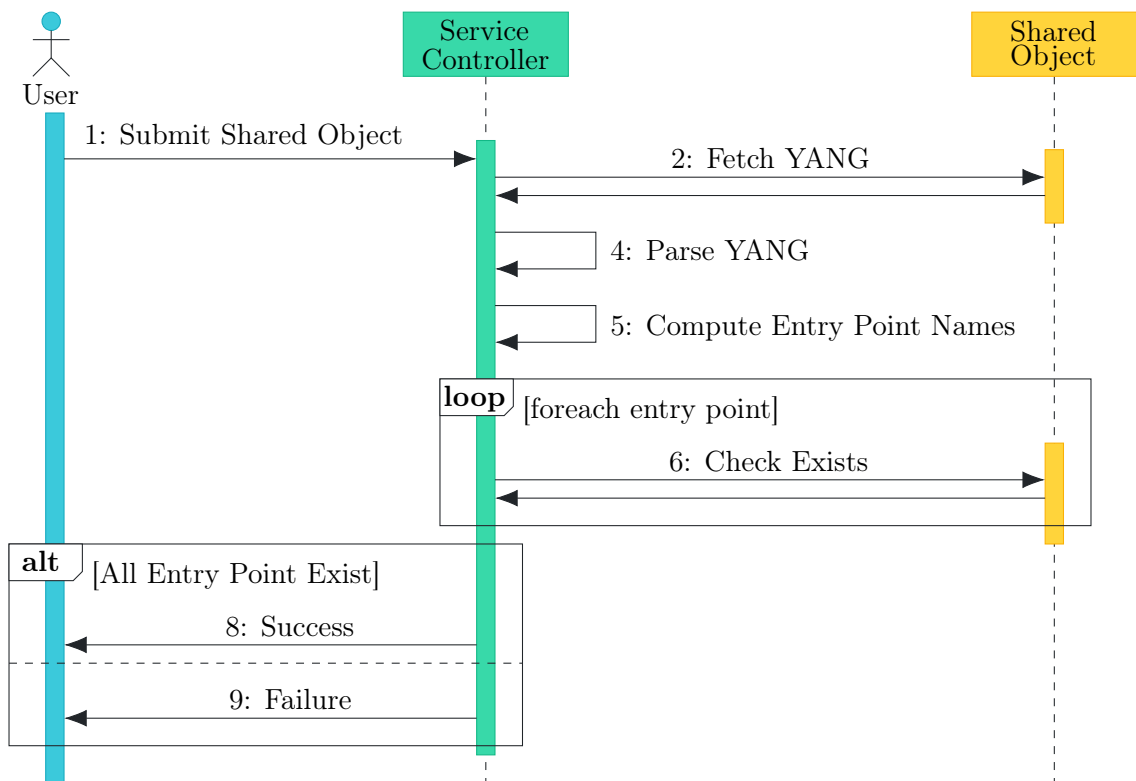 User
Service
Controller
Shared
Object
1: Submit Shared Object
2: Fetch YANG
4: Parse YANG
5: Compute Entry Point Names
loop
[foreach entry point]
6: Check Exists
alt
[All Entry Point Exist]
8: Success
9: Failure